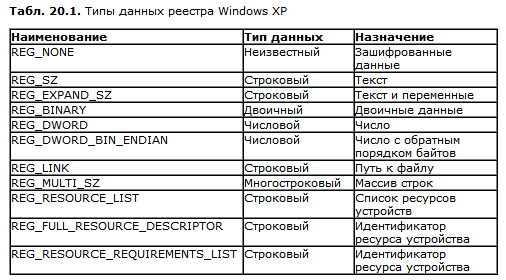 Табл. 20.1. Типы данных реестра Windows XP
Наименование Тип данных Назначение
REG_NONE Неизвестный Зашифрованные
данные
REG_SZ Строковый Текст
REG_EXPAND_SZ Строковый Текст и переменные
REG_BINARY Двоичный Двоичные данные
REG_DWORD Числовой Число
REG_DWORD_BIN_ENDIAN Числовой Число с обратным
порядком байтов
REG_LINK Строковый Путь к файлу
REG_MULTI_SZ Многостроковый Массив строк
REG_RESOURCE_LIST Строковый Список ресурсов
устройств
REG_FULL_RESOURCE_DESCRIPTOR Строковый Идентификатор
ресурса устройства
REG_RESOURCE_REQUIREMENTS_LIST Строковый Идентификатор
ресурса устройства